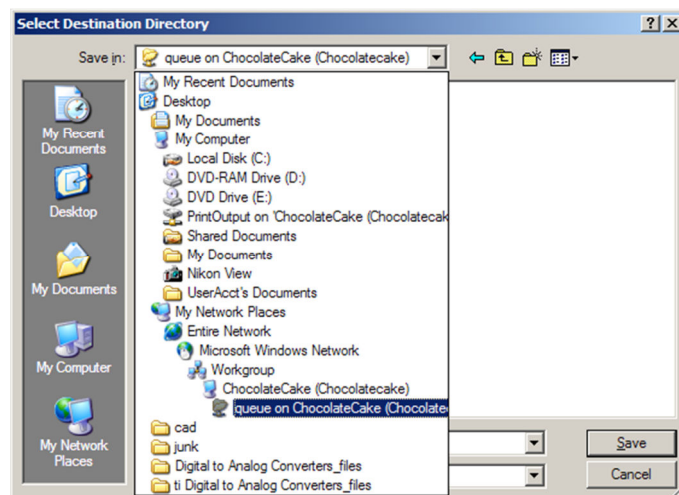 Select Destination Directory
Save in:
queue on ChocolateCake (Chocolatecake)
My Recent Documents
Desktop
My Documents
My Computer
My Network Places
My Recent Documents
Desktop
My Documents
My Computer
Local Disk (C:)
DVD-RAM Drive (D:)
DVD Drive (E:)
PrintOutput on 'ChocolateCake (Chocolatecak
Shared Documents
My Documents
Nikon View
UserAcct's Documents
My Network Places
Entire Network
Microsoft Windows Network
Workgroup
ChocolateCake (Chocolatecake)
queue on ChocolateCake (Chocolate
cad
junk
Digital to Analog Converters_files
ti Digital to Analog Converters_files
Save
Cancel